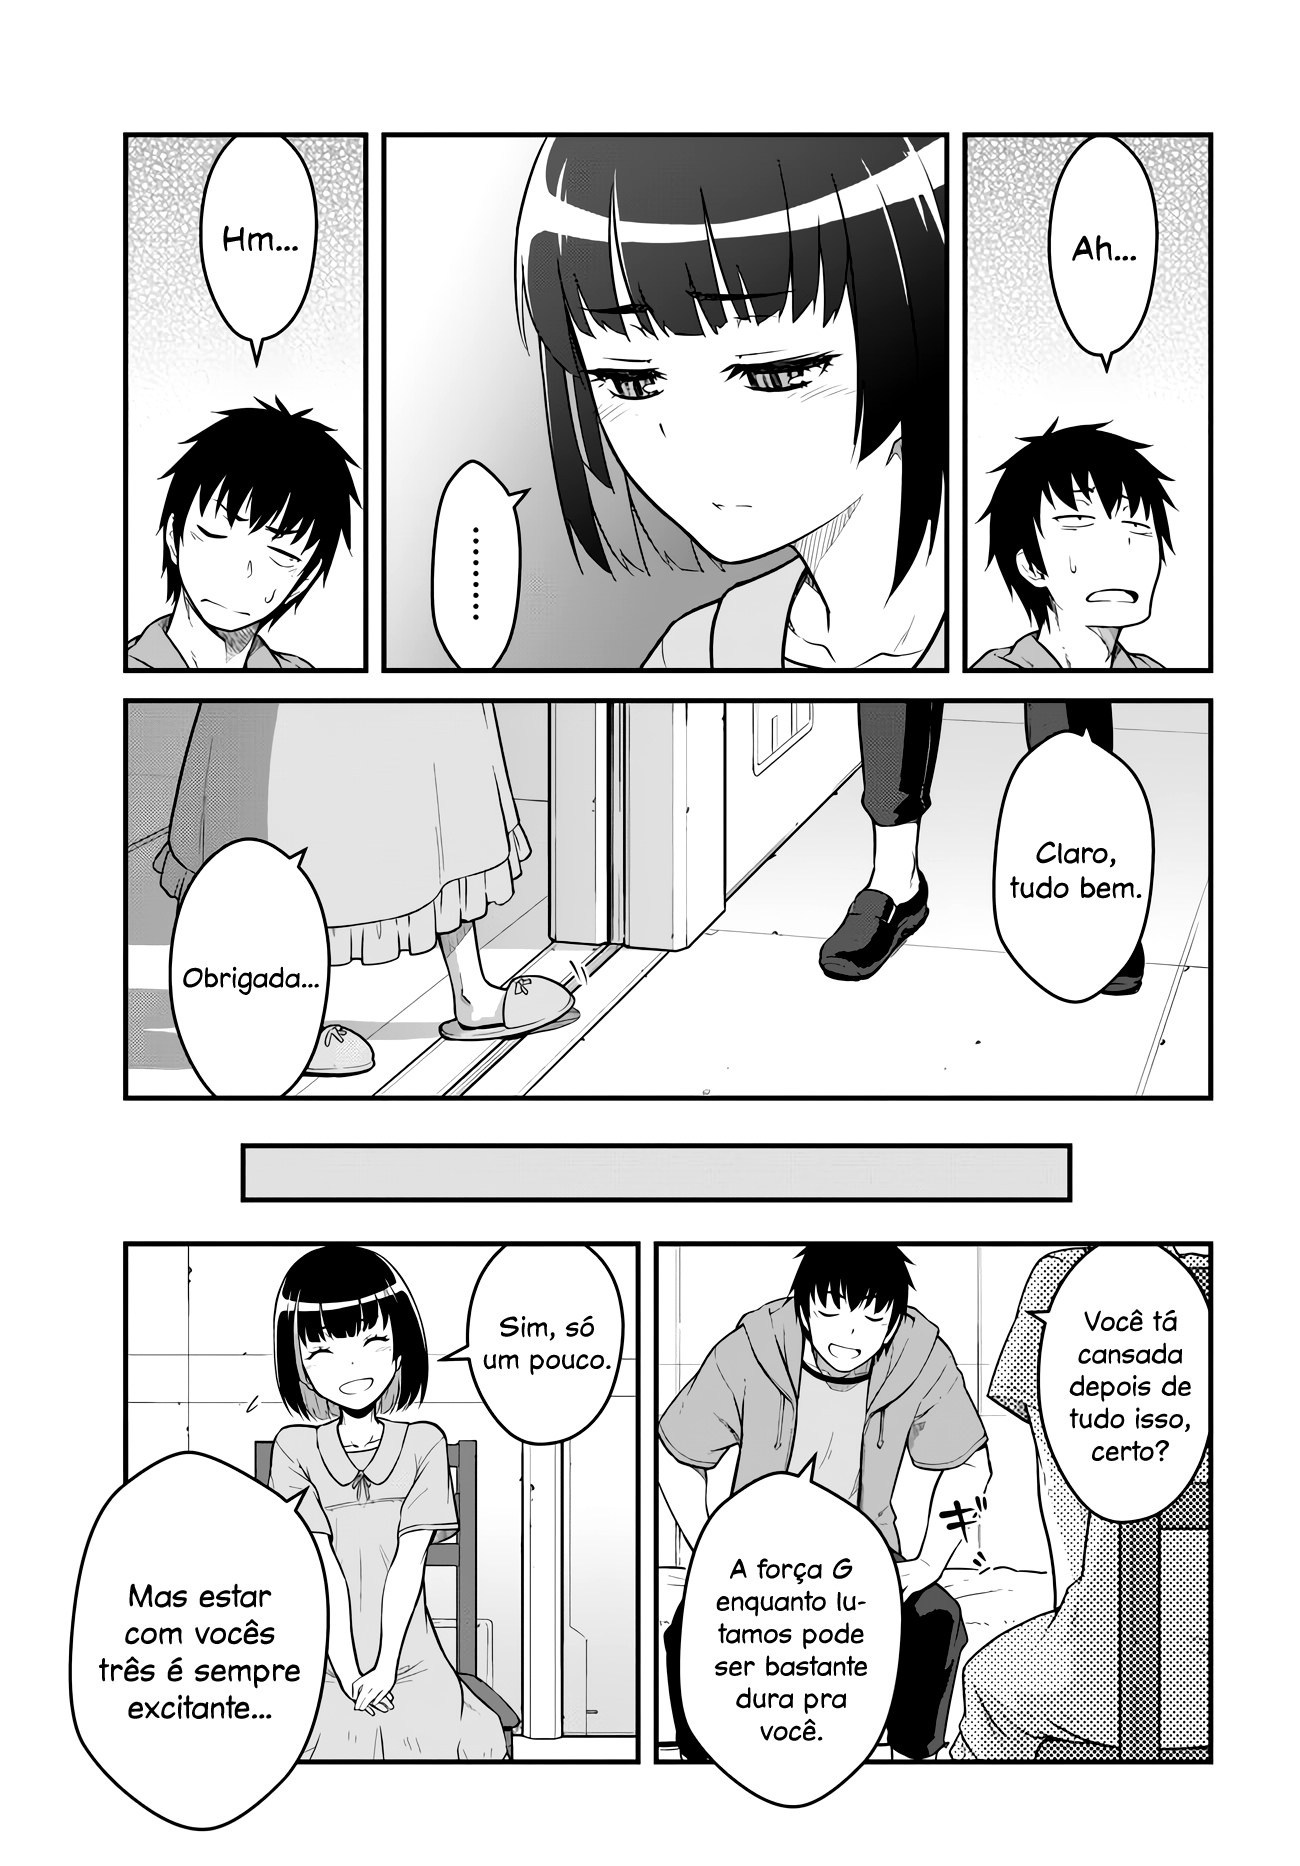 Ah...
.........
Hm...
Claro,
tudo bem.
Obrigada...
Você tá
cansada
depois de
tudo isso,
certo?
A força G
enquanto lu-
tamos pode
ser bastante
dura pra
você.
キ
Sim, só
um pouco.
Mas estar
com vocês
três é sempre
excitante...